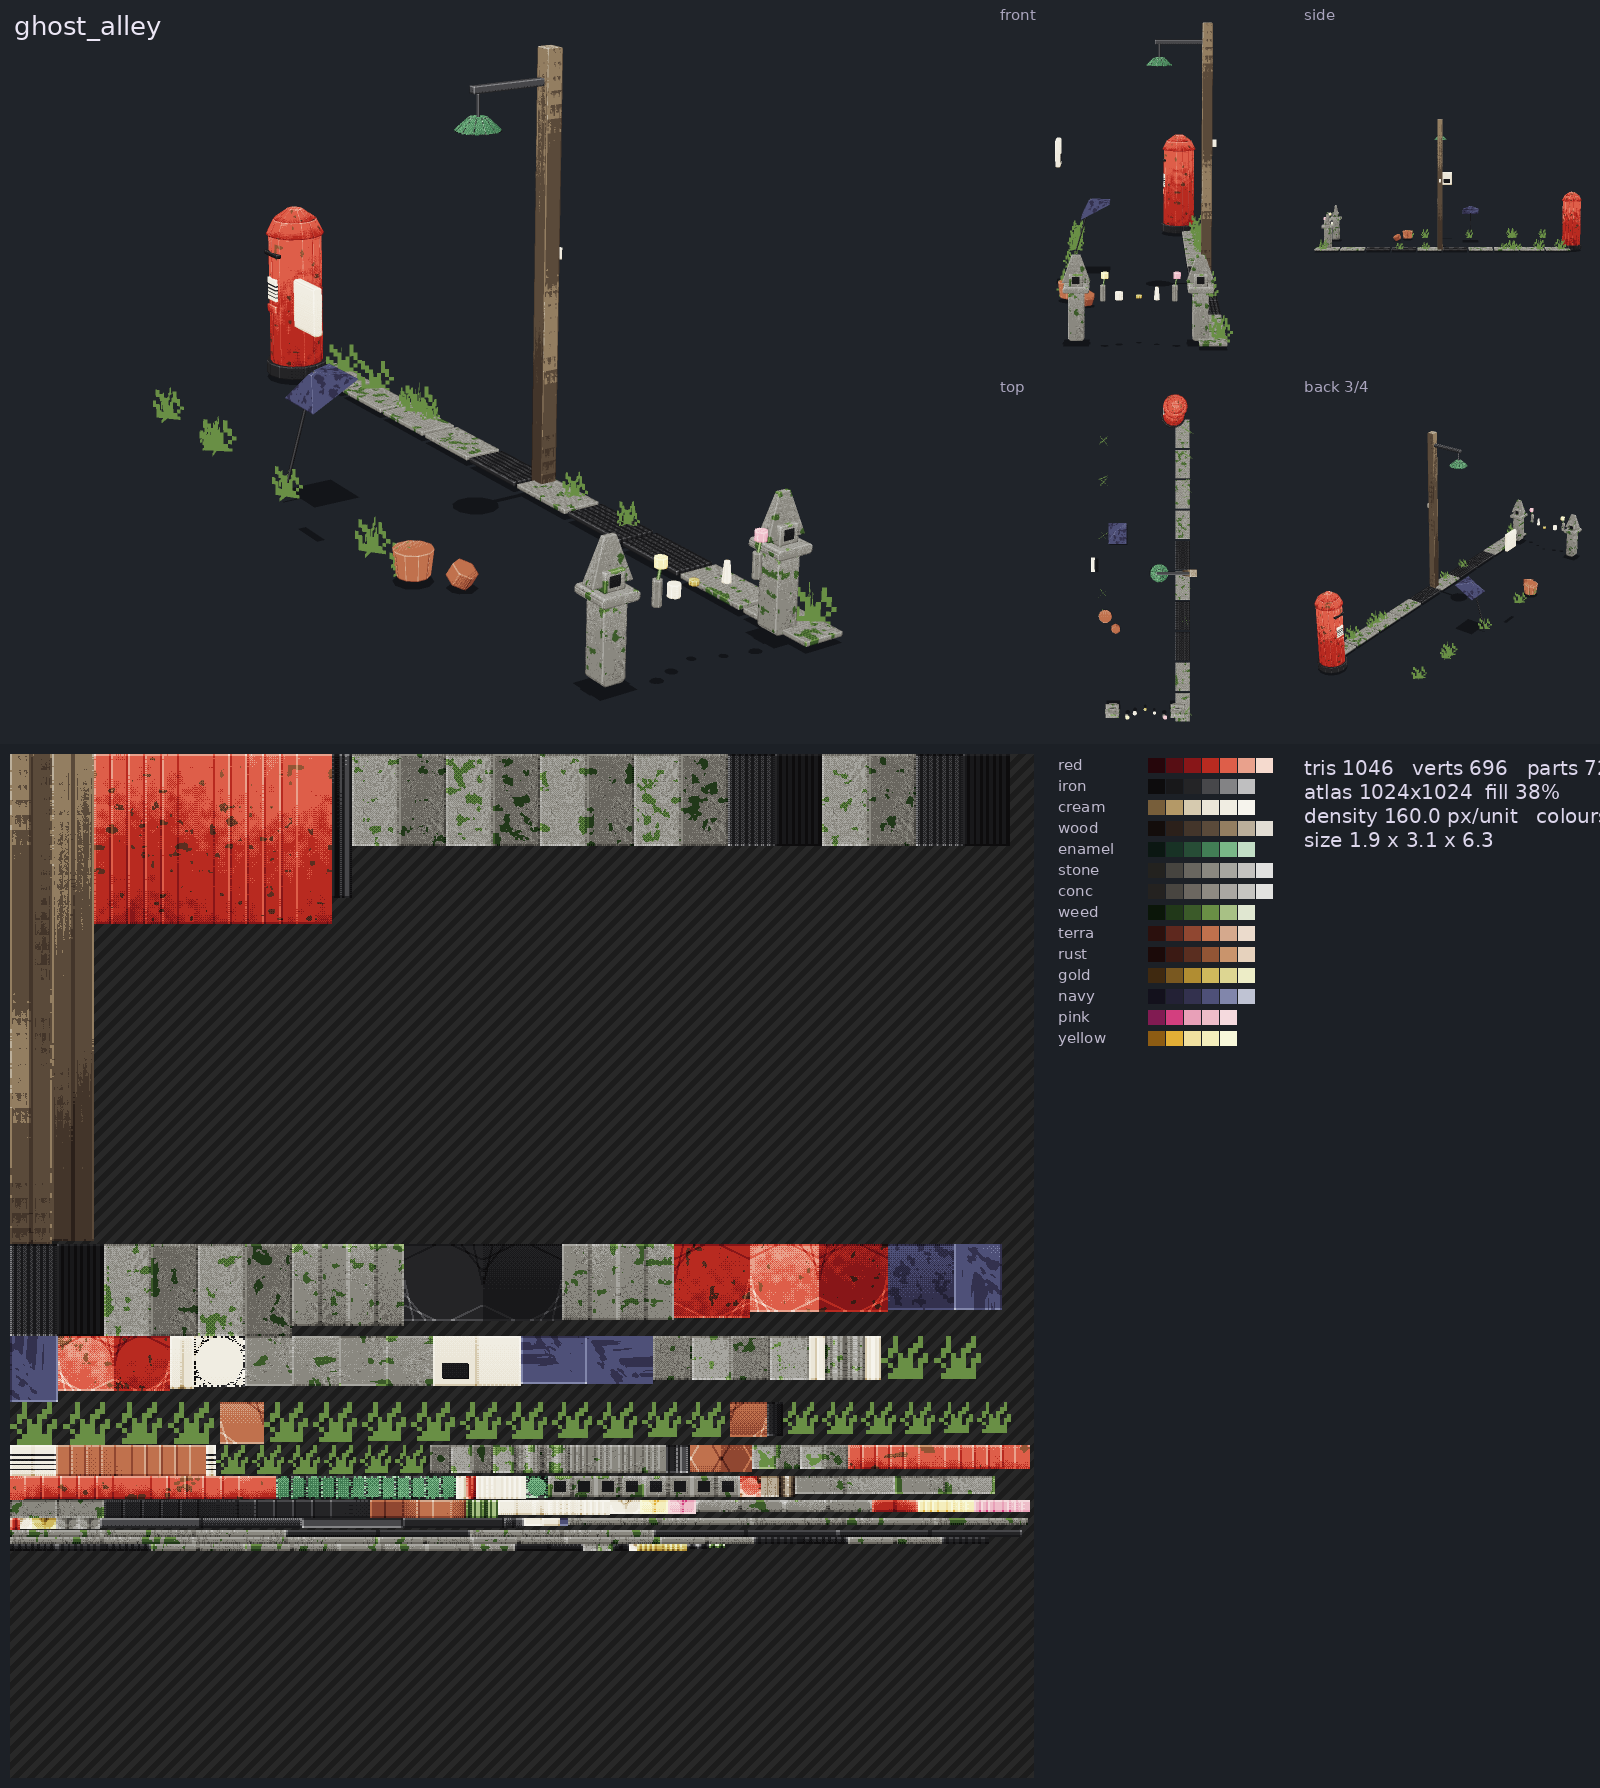 ghost_alley
front
side
top
back 3/4
red
iron
cream
wood
enamel
stone
conc
weed
terra
rust
gold
navy
pink
yellow
tris 1046 verts 696 parts
atlas 1024x1024 fill 38%
density 160.0 px/unit
size 1.9 x 3.1 x 6.3